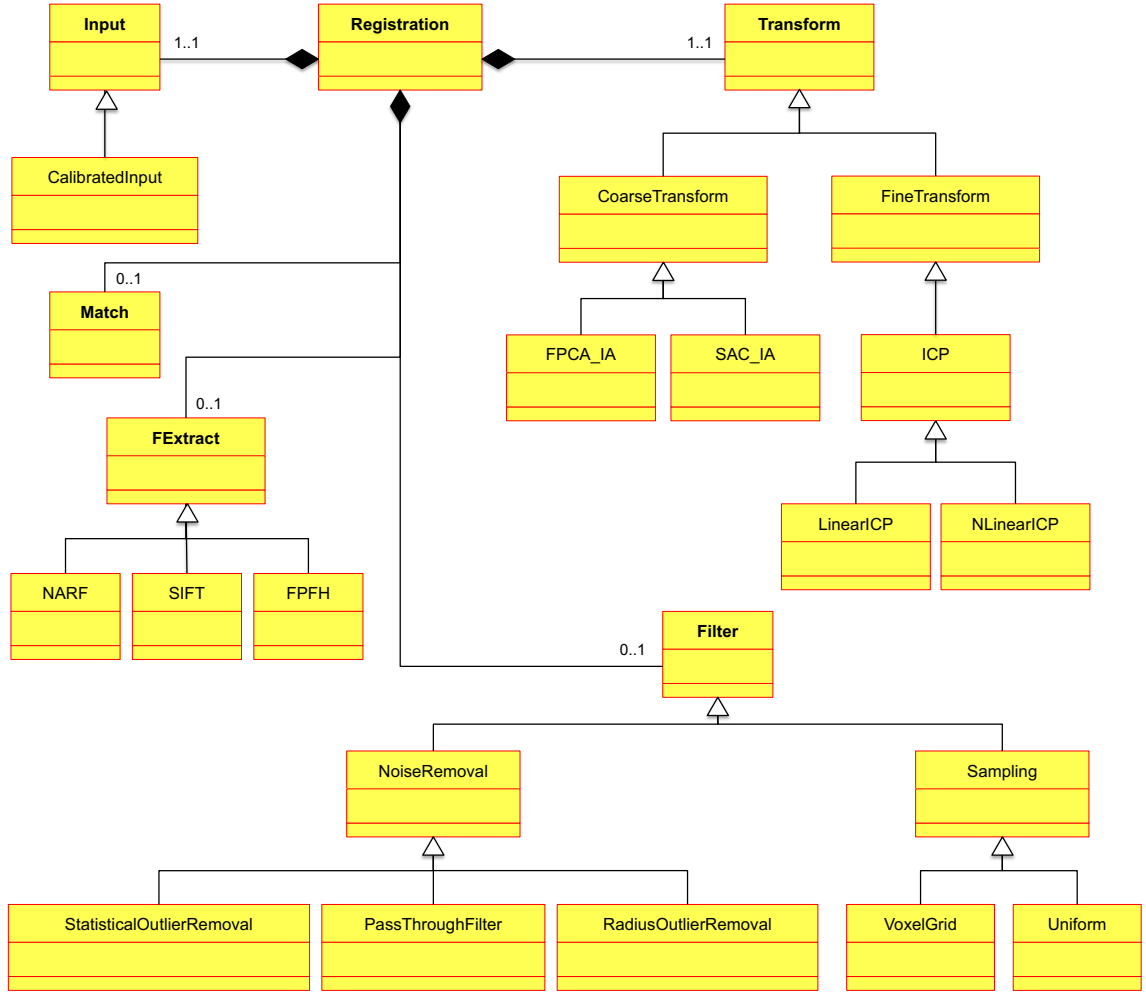 Input
Registration
Transform
1..1
1..1
CalibratedInput
CoarseTransform
FineTransform
0..1
Match
FPCA_IA
SAC_IA
ICP
0..1
FExtract
LinearICP
NLinearICP
NARF
SIFT
FPFH
Filter
0..1
NoiseRemoval
Sampling
StatisticalOutlierRemoval
PassThroughFilter
RadiusOutlierRemoval
VoxelGrid
Uniform